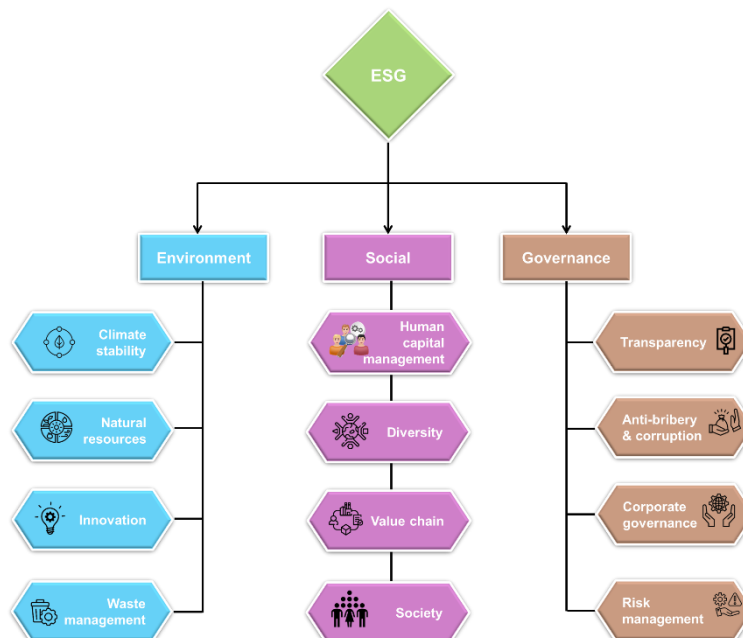 ESG
Environment
Social
Governance
Climate
stability
Natural
resources
Innovation
Waste
management
Human
capital
management
Diversity
Value chain
Society
Transparency
Anti-bribery
& corruption
Corporate
governance
Risk
management